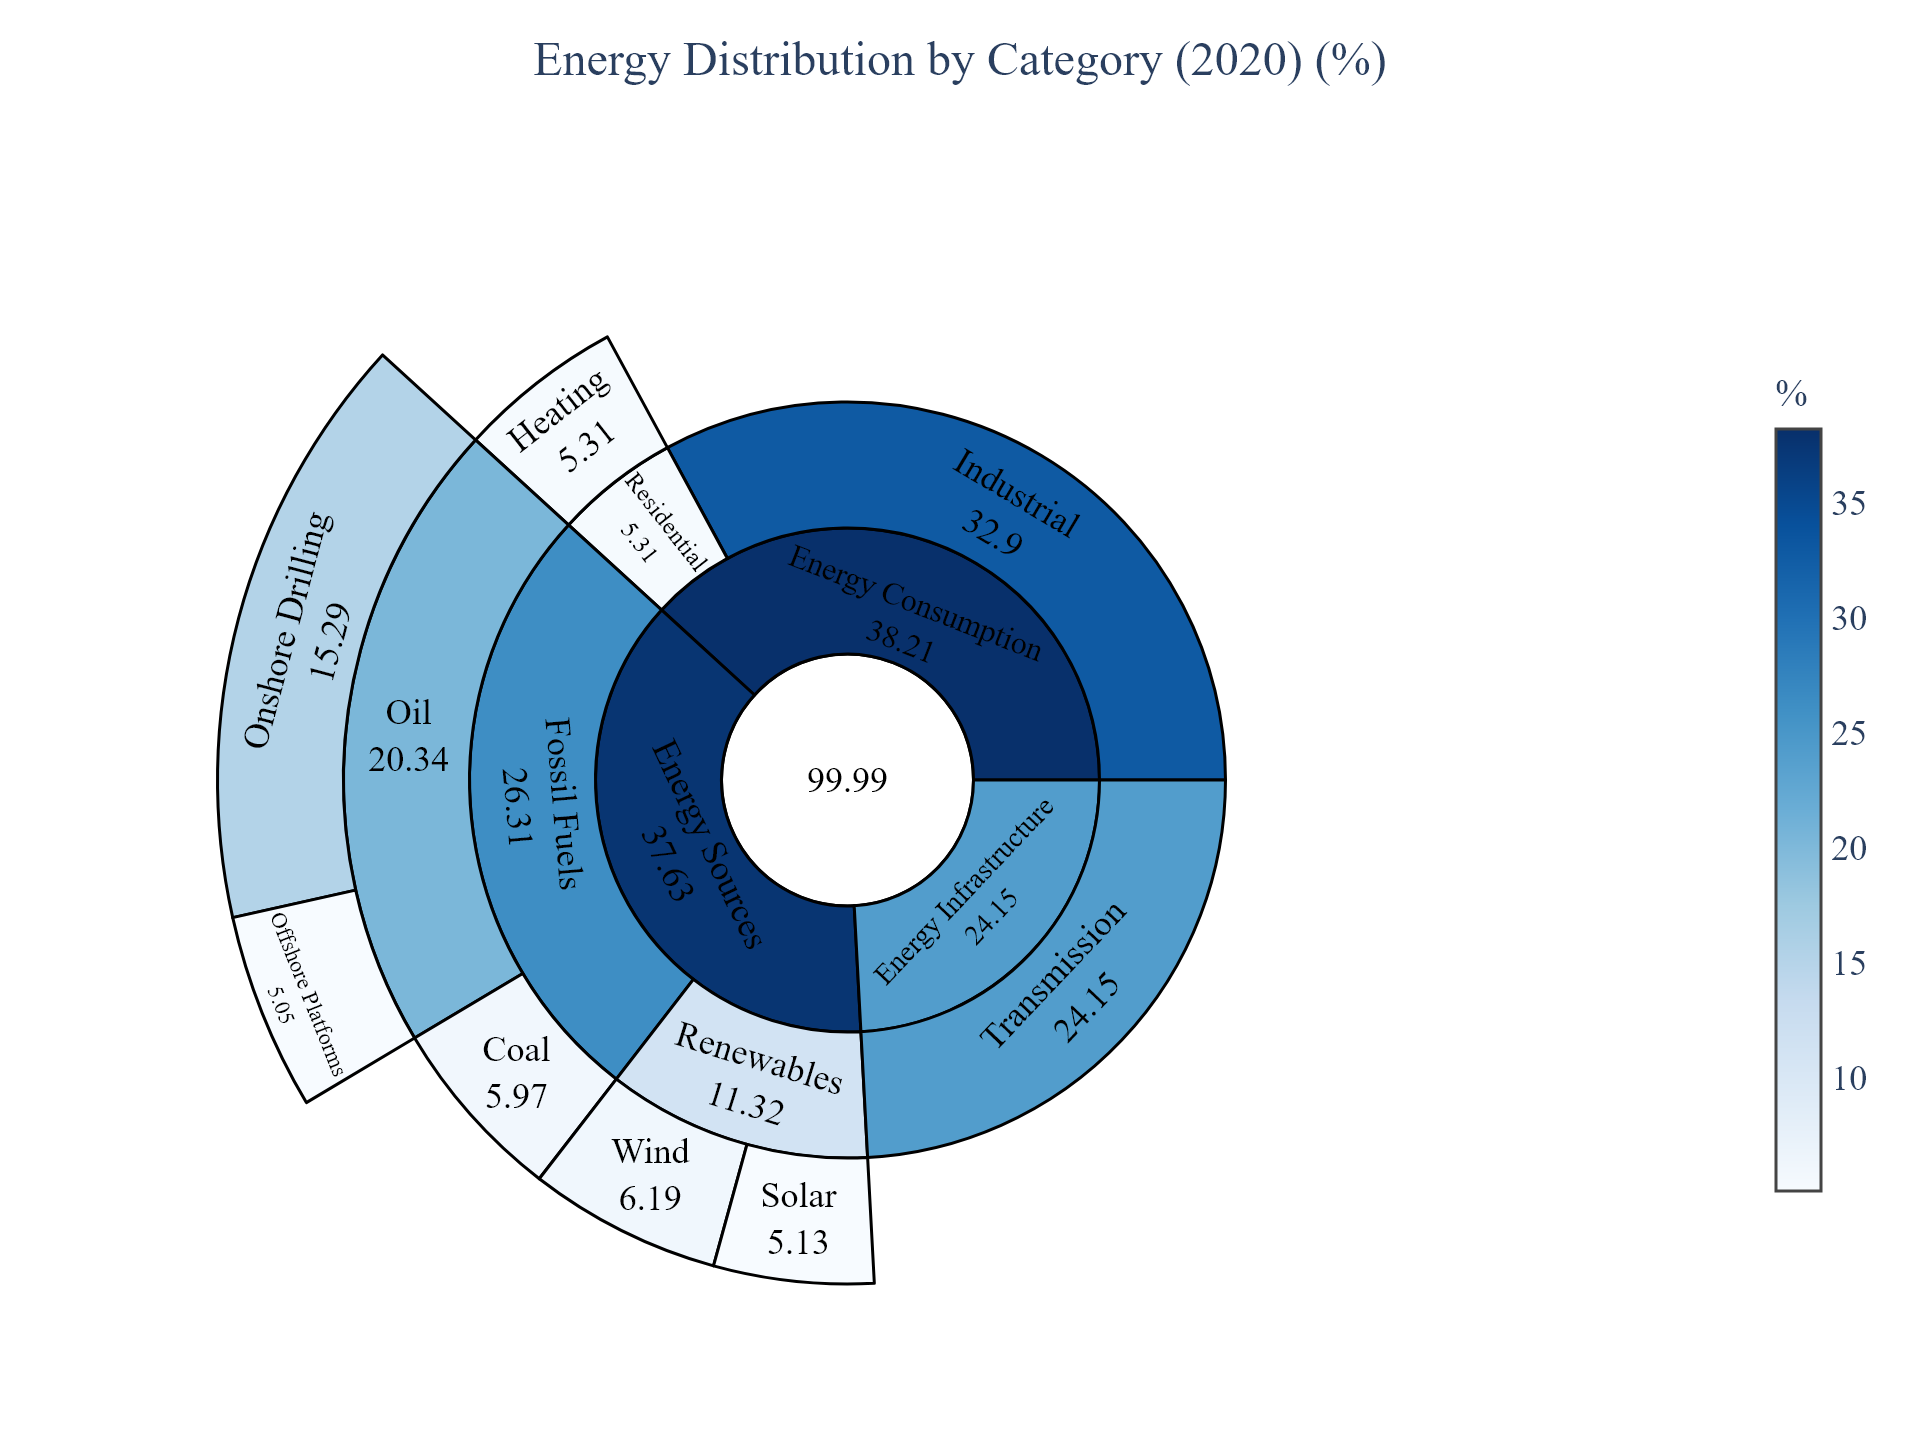 Energy Distribution by Category (2020) (%)
Heating
5.31
Residential
5.31
Industrial
32.9
Energy Consumption
38.21
Onshore Drilling
15.29
Oil
20.34
Fossil Fuels
26.31
Energy Sources
37.63
99.99
Energy Infrastructure
24.15
Transmission
24.15
Offshore Platforms
5.05
Coal
5.97
Renewables
11.32
Wind
6.19
Solar
5.13
%
35
30
25
20
15
10